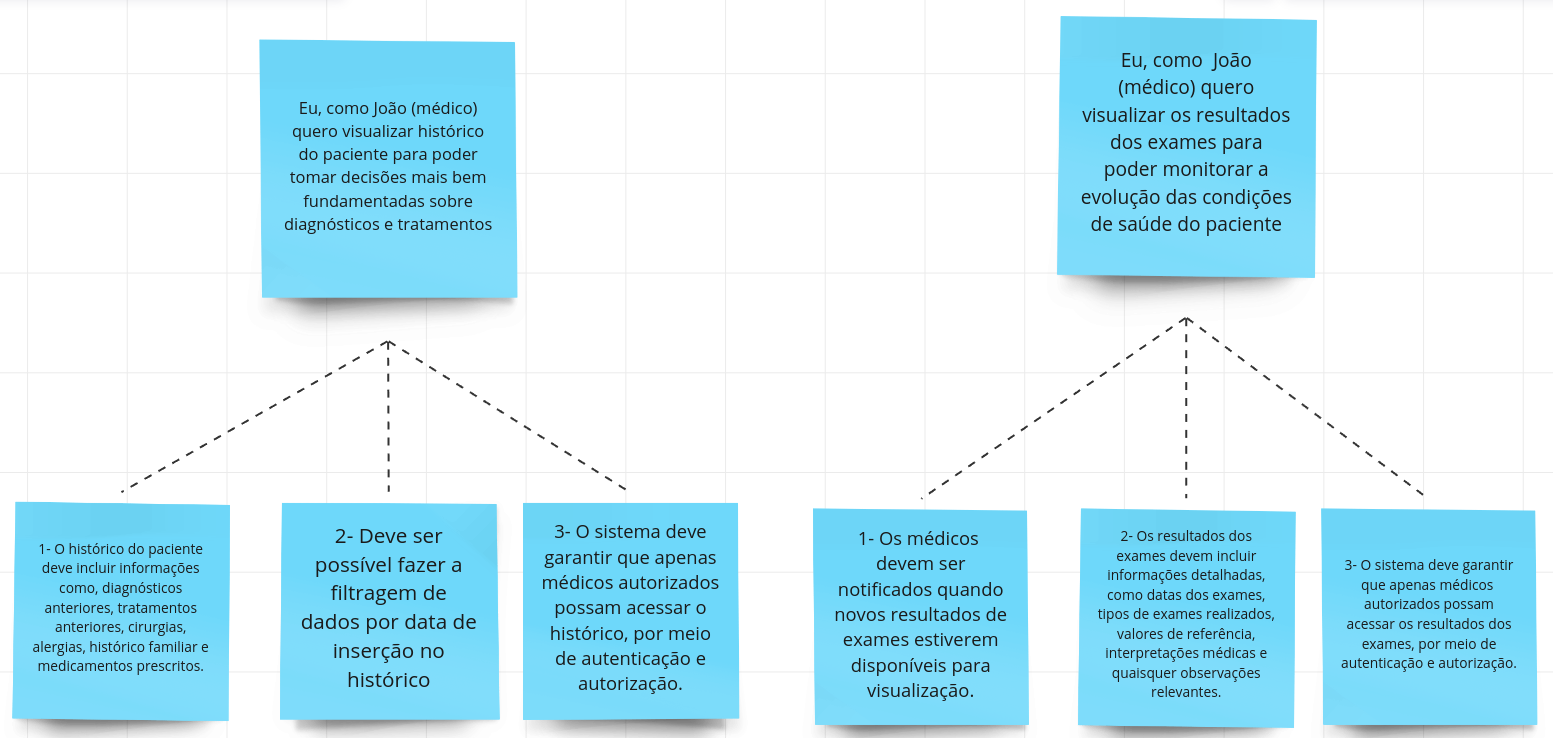 Eu, como João (médico)
quero visualizar histórico
do paciente para poder
tomar decisões mais bem
fundamentadas sobre
diagnósticos e tratamentos
Eu, como João
(médico) quero
visualizar os resultados
dos exames para
poder monitorar a
evolução das condições
de saúde do paciente
1- O histórico do paciente
deve incluir informações
como, diagnósticos
anteriores, tratamentos
anteriores, cirurgias,
alergias, histórico familiar e
medicamentos prescritos.
2- Deve ser
possível fazer a
filtragem de
dados por data de
inserção no
histórico
3- O sistema deve
garantir que apenas
médicos autorizados
possam acessar o
histórico, por meio
de autenticação e
autorização.
1- Os médicos
devem ser
notificados quando
novos resultados de
exames estiverem
disponíveis para
visualização.
2- Os resultados dos
exames devem incluir
informações detalhadas,
como datas dos exames,
tipos de exames realizados,
valores de referência,
interpretações médicas e
quaisquer observações
relevantes.
3- O sistema deve garantir
que apenas médicos
autorizados possam
acessar os resultados dos
exames, por meio de
autenticação e autorização.